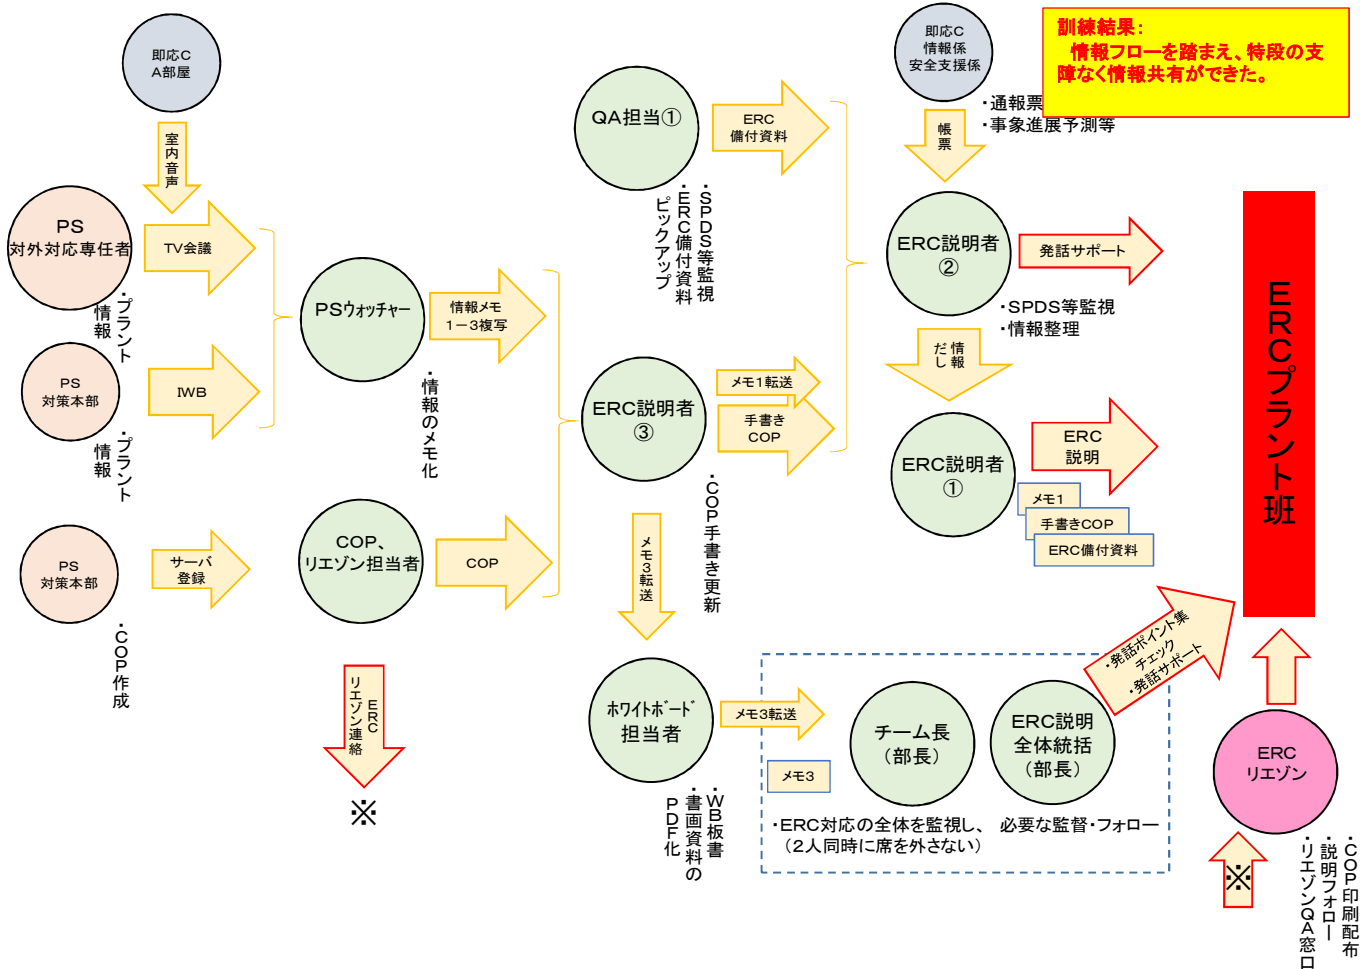 即応C
A部屋
室内音声
PS
対外対応専任者
・プラント
情報
TV会議
PS
対策本部
・プラント
情報
IWB
PS
対策本部
・COP作成
サーバ
登録
PSウォッチャー
・情報のメモ化
情報メモ
1－3複写
COP、
リエゾン担当者
COP
ERC
リエゾン連絡
※
QA担当①
・SPDS等監視
・ERC備付資料
ピックアップ
ERC
備付資料
ERC説明者
③
・COP手書き更新
メモ1転送
手書き
COP
メモ3転送
ﾎﾜｲﾄﾎﾞｰﾄﾞ
担当者
・WB板書
・書画資料の
PDF化
メモ3転送
メモ3
チーム長
（部長）
ERC説明
全体統括
（部長）
・ERC対応の全体を監視し、 必要な監督・フォロー
（2人同時に席を外さない）
・発話ポイント集
チェック
・発話サポート
即応C
情報係
安全支援係
・通報票
・事象進展予測等
帳票
ERC説明者
②
・SPDS等監視
・情報整理
発話サポート
情報
だし
ERC説明者
①
ERC
説明
メモ1
手書きCOP
ERC備付資料
訓練結果：
情報フローを踏まえ、特段の支
障なく情報共有ができた。
ERCプラント班
ERC
リエゾン
・COP印刷配布
・説明フォロー
・リエゾンQA窓口
※